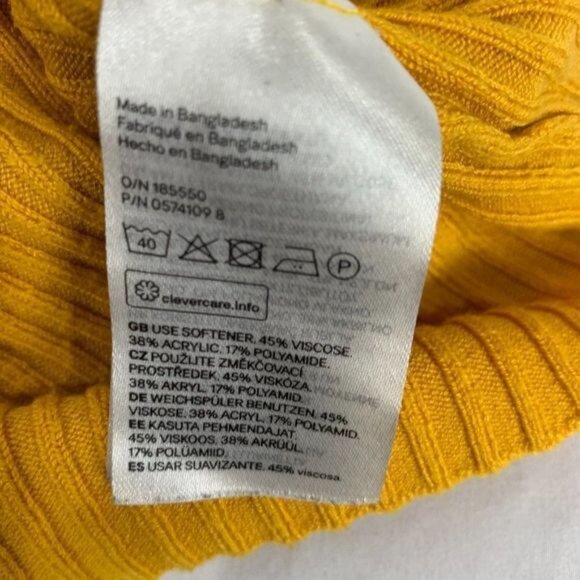 Made in Bangladesh
Fabriqué en Bangladesh
Hecho en Bangladesh
O/N 185550
P/N 0574109 8
40 P
clevercare.info
GB USE SOFTENER. 45% VISCOSE.
38% ACRYLIC. 17% POLYAMIDE.
CZ POUŽIJTE ZMĚKČOVACÍ
PROSTŘEDEK. 45% VISKÓZA.
38% AKRYL. 17% POLYAMID.
DE WEICHSPÜLER BENUTZEN. 45%
VISKOSE. 38% ACRYL. 17% POLYAMID.
EE KASUTA PEHMENDAJAT.
45% VISKOOS. 38% AKRÜÜL.
17% POLÜAMIID.
ES USAR SUAVIZANTE. 45% viscosa